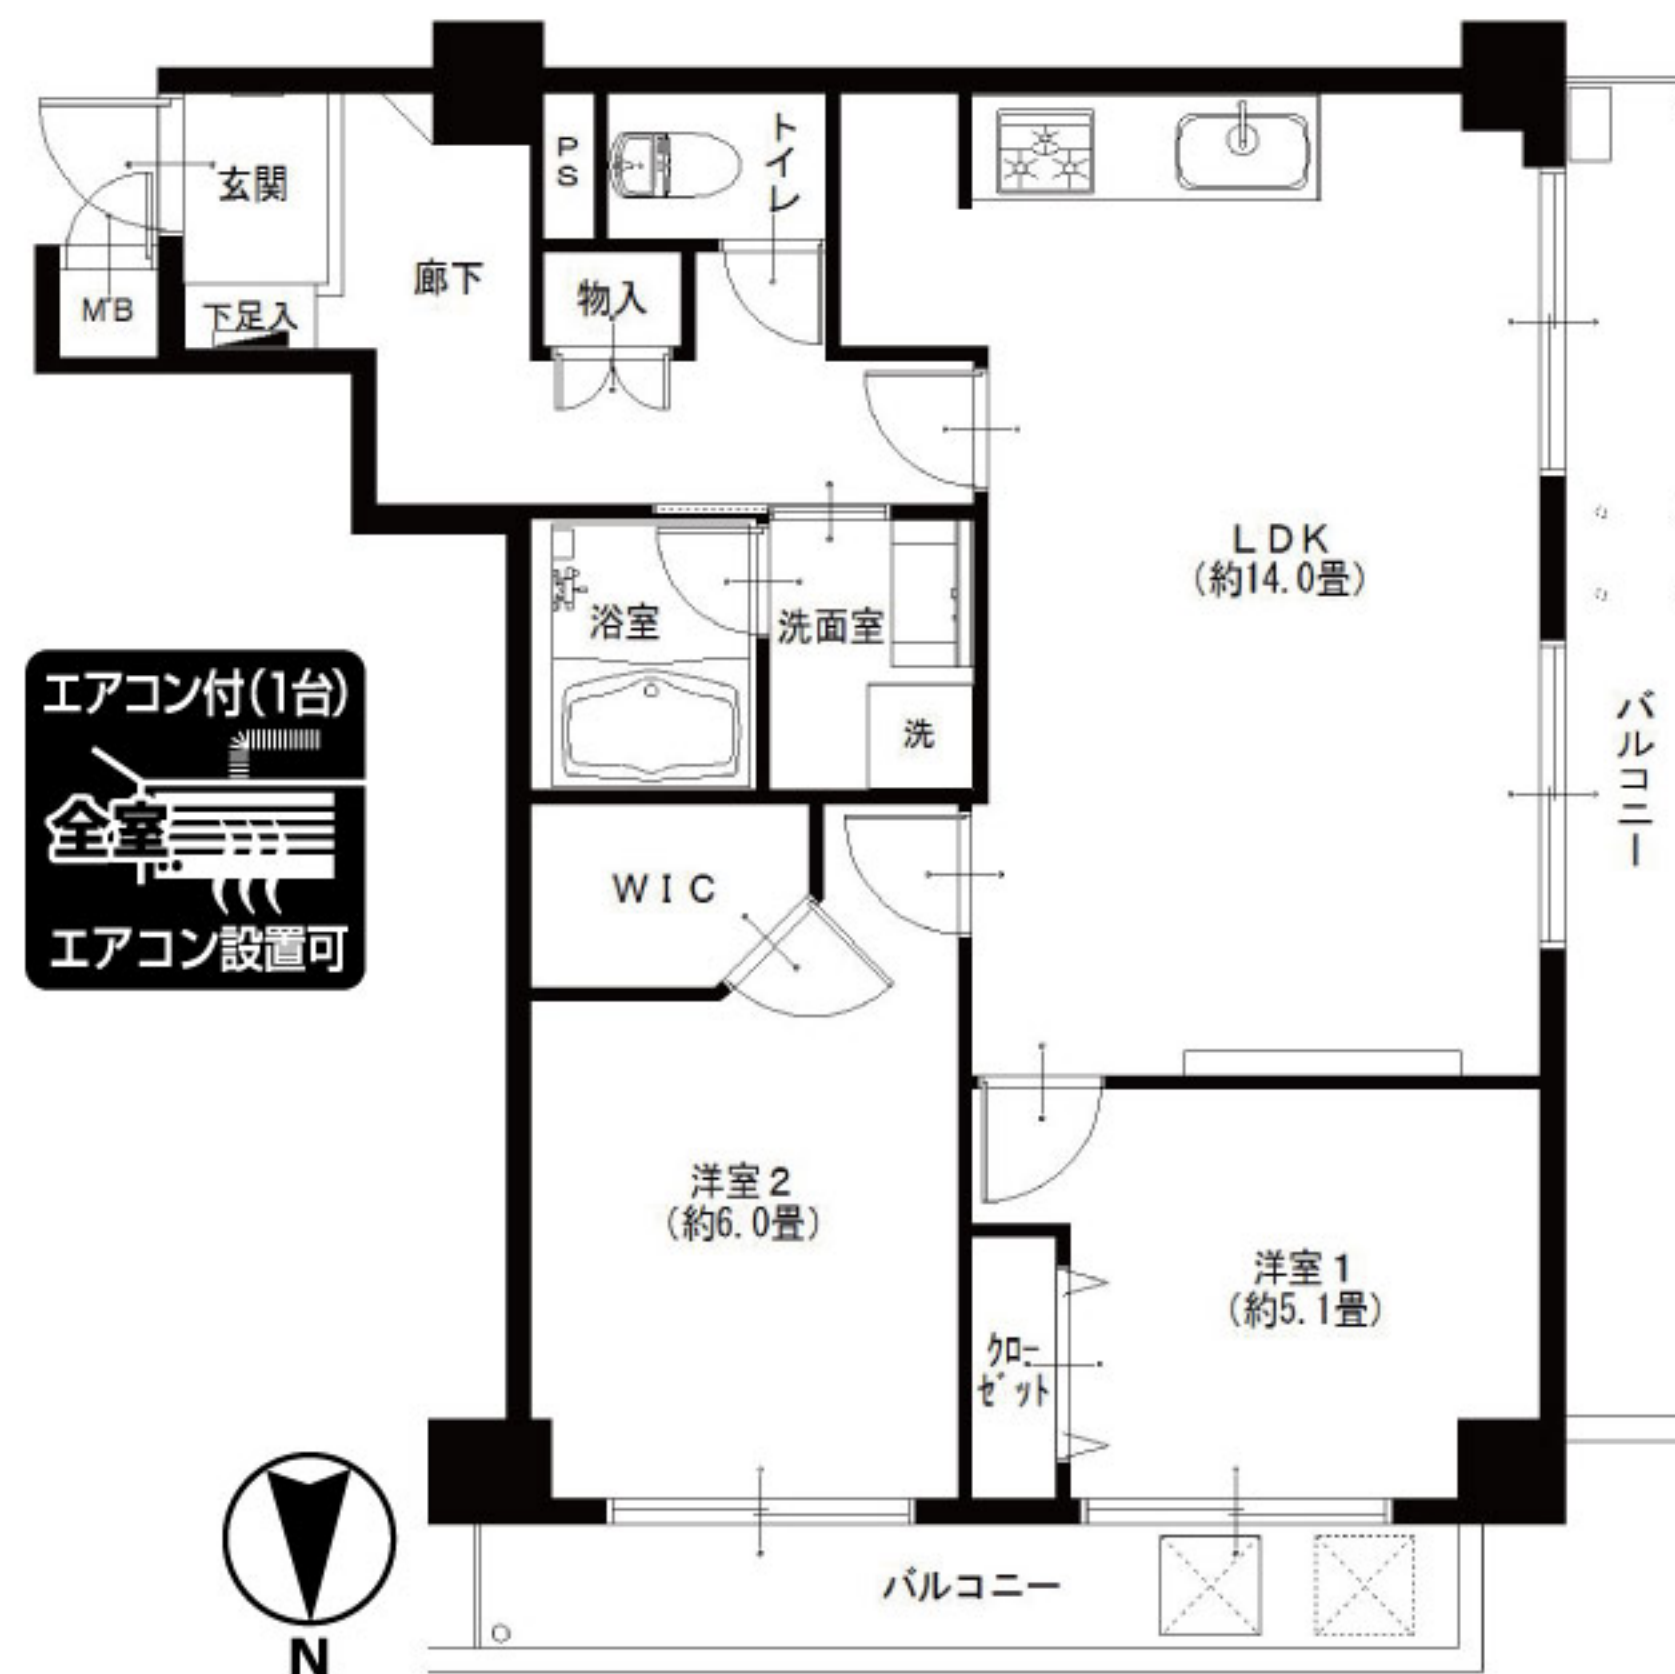 玄関
PS
トイレ
廊下
物入
MB
下足入
LDK
(約14.0畳)
浴室
洗面室
洗
バルコニー
エアコン付(1台)
全室
エアコン設置可
WIC
洋室2
(約6.0畳)
洋室1
(約5.1畳)
ｸﾛｰ
ｾﾞｯﾄ
バルコニー
N